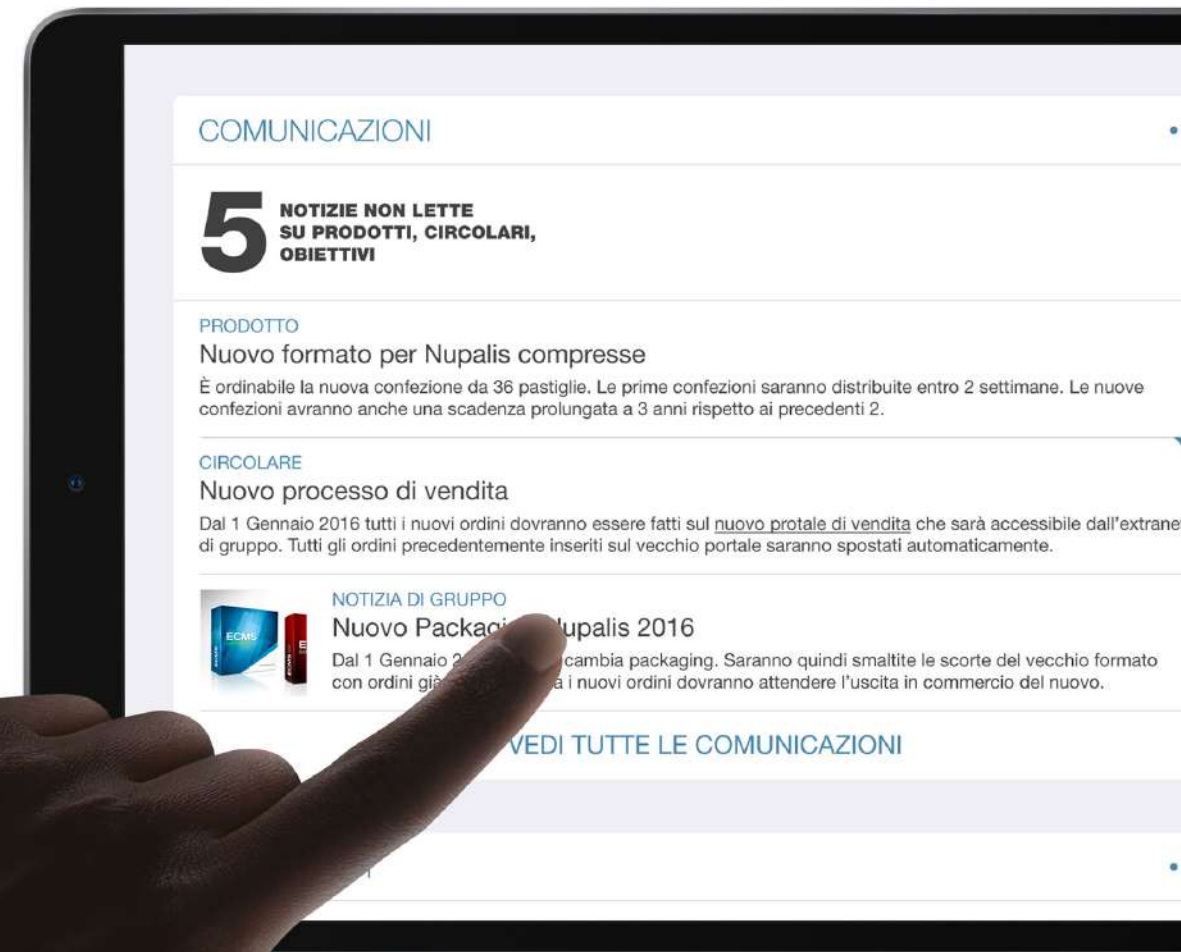 COMUNICAZIONI
5
NOTIZIE NON LETTE
SU PRODOTTI, CIRCOLARI,
OBIETTIVI
PRODOTTO
Nuovo formato per Nupalis compresse
È ordinabile la nuova confezione da 36 pastiglie. Le prime confezioni saranno distribuite entro 2 settimane. Le nuove
confezioni avranno anche una scadenza prolungata a 3 anni rispetto ai precedenti 2.
CIRCOLARE
Nuovo processo di vendita
Dal 1 Gennaio 2016 tutti i nuovi ordini dovranno essere fatti sul nuovo protale di vendita che sarà accessibile dall'extranet
di gruppo. Tutti gli ordini precedentemente inseriti sul vecchio portale saranno spostati automaticamente.
ECMS
NOTIZIA DI GRUPPO
Nuovo 2016
Dal 1 Gennaio cambia packaging. Saranno quindi smaltite le scorte del vecchio formato
con ordini già i nuovi ordini dovranno attendere l'uscita in commercio del nuovo.
VEDI TUTTE LE COMUNICAZIONI